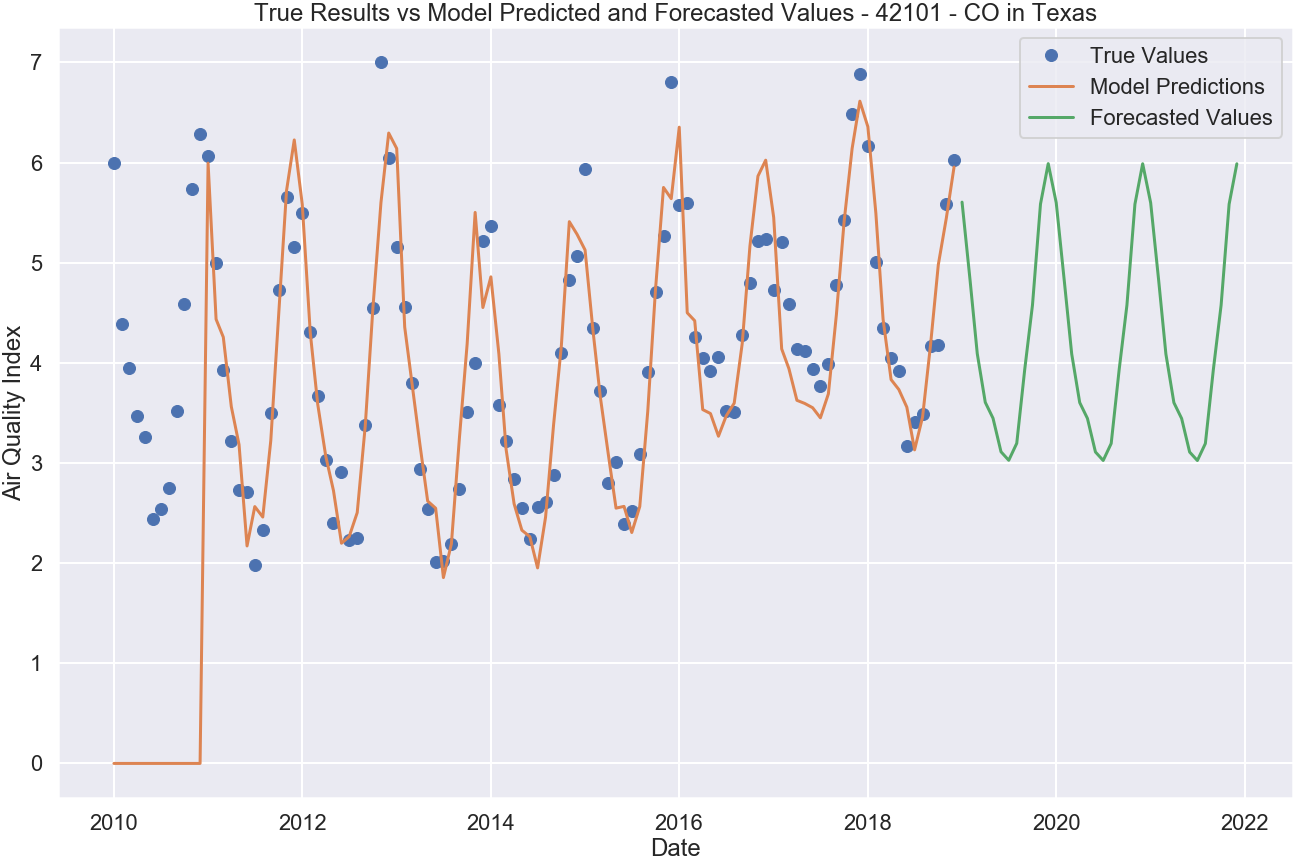 True Results vs Model Predicted and Forecasted Values - 42101 - CO in Texas
True Values
Model Predictions
Forecasted Values
Air Quality Index
7
6
5
4
3
2
1
0
2010 2012 2014 2016 2018 2020 2022
Date